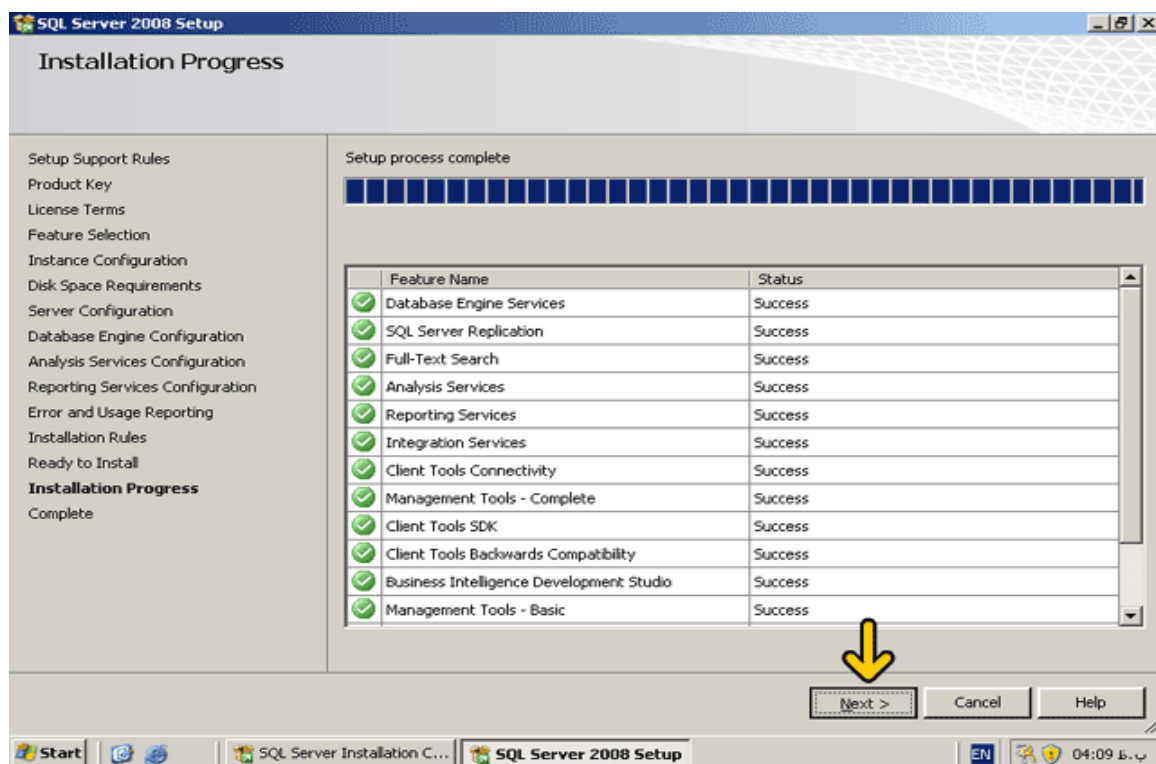 SQL Server 2008 Setup
Installation Progress
Setup Support Rules
Product Key
License Terms
Feature Selection
Instance Configuration
Disk Space Requirements
Server Configuration
Database Engine Configuration
Analysis Services Configuration
Reporting Services Configuration
Error and Usage Reporting
Installation Rules
Ready to Install
Installation Progress
Complete
Setup process complete
Feature Name Status
Database Engine Services Success
SQL Server Replication Success
Full-Text Search Success
Analysis Services Success
Reporting Services Success
Integration Services Success
Client Tools Connectivity Success
Management Tools - Complete Success
Client Tools SDK Success
Client Tools Backwards Compatibility Success
Business Intelligence Development Studio Success
Management Tools - Basic Success
Next > Cancel Help
Start SQL Server Installation C... SQL Server 2008 Setup EN 04:09 ب.ظ